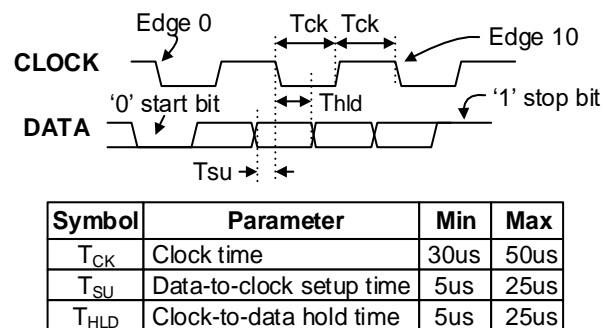 Edge 0
Tck Tck
Edge 10
CLOCK
Thld
‘0’ start bit
‘1’ stop bit
DATA
Tsu
Symbol Parameter Min Max
TCK Clock time 30us 50us
TSU Data-to-clock setup time 5us 25us
THLD Clock-to-data hold time 5us 25us